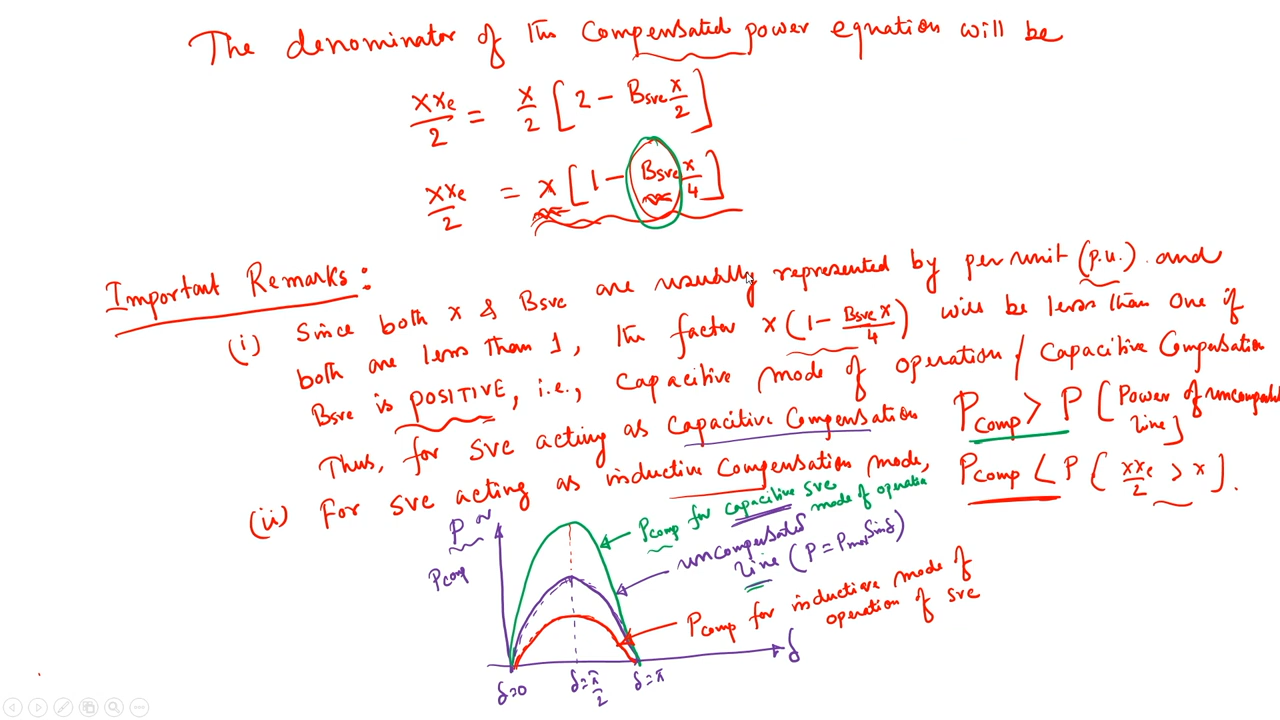 The denominator of the compensated power equation will be
xxe/2 = x/2 [2 - Bsvc x/2]
xxe/2 = x [1 - Bsvc x/4]
Important Remarks:
(i) Since both x & Bsvc are usually represented by per unit (p.u.) and
both are less than 1, the factor x (1 - Bsvc x/4) will be less than one if
Bsvc is POSITIVE, i.e., capacitive mode of operation / capacitive compensation
Thus, for svc acting as capacitive compensation Pcomp > P [Power of uncompensated
line]
(ii) For svc acting as inductive compensation mode, Pcomp < P ( xxe/2 > x ).
P or
Pcomp
Pcomp for capacitive svc
mode of operation
uncompensated
line (P = Pmax sinδ)
Pcomp for inductive mode of
operation of svc
δ
δ=0
δ=π/2
δ=π